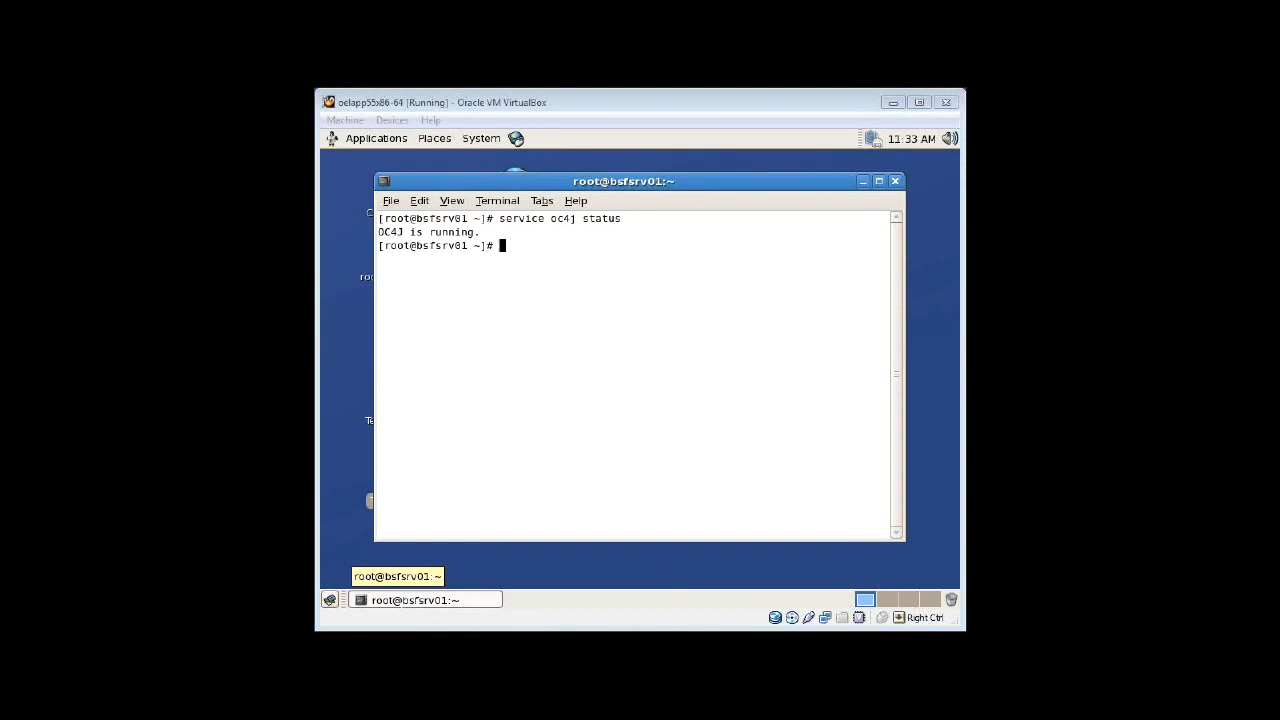 oelapp55x86-64 [Running] - Oracle VM VirtualBox
Machine Devices Help
Applications Places System
11:33 AM
root@bsfsrv01:~
File Edit View Terminal Tabs Help
[root@bsfsrv01 ~]# service oc4j status
OC4J is running.
[root@bsfsrv01 ~]#
root@bsfsrv01:~
root@bsfsrv01:~
Right Ctrl